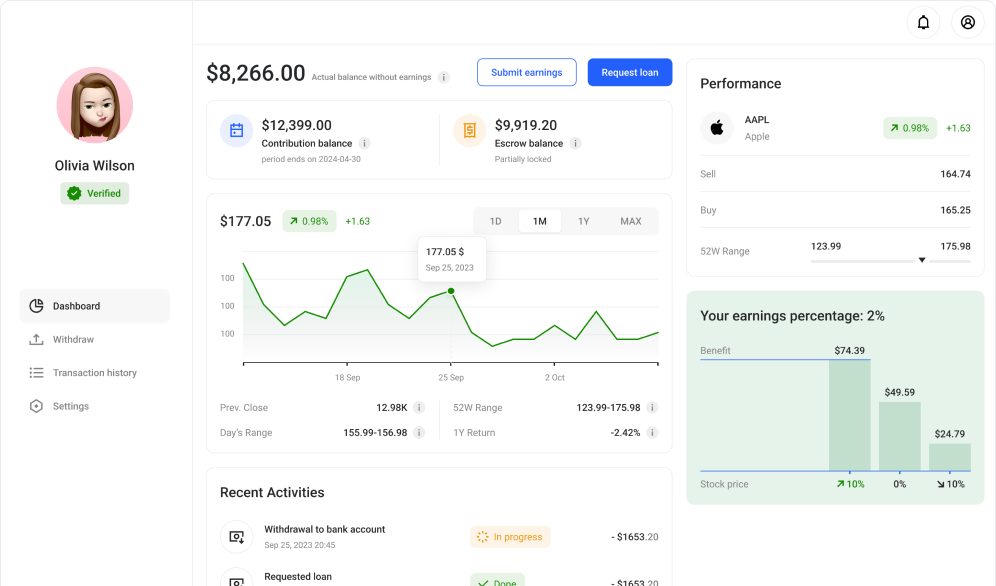 Olivia Wilson
Verified
Dashboard
Withdraw
Transaction history
Settings
$8,266.00 Actual balance without earnings i
Submit earnings
Request loan
$12,399.00
Contribution balance i
period ends on 2024-04-30
$9,919.20
Escrow balance i
Partially locked
$177.05 0.98% +1.63
1D 1M 1Y MAX
177.05 $
Sep 25, 2023
100
100
100
18 Sep 25 Sep 2 Oct
Prev. Close 12.98K i
52W Range 123.99-175.98 i
Day's Range 155.99-156.98 i
1Y Return -2.42% i
Recent Activities
Withdrawal to bank account
Sep 25, 2023 20:45
In progress
- $1653.20
Requested loan
Done
- $1653.20
Performance
AAPL
Apple
0.98% +1.63
Sell 164.74
Buy 165.25
52W Range 123.99 175.98
Your earnings percentage: 2%
Benefit
$74.39
$49.59
$24.79
Stock price 10% 0% 10%